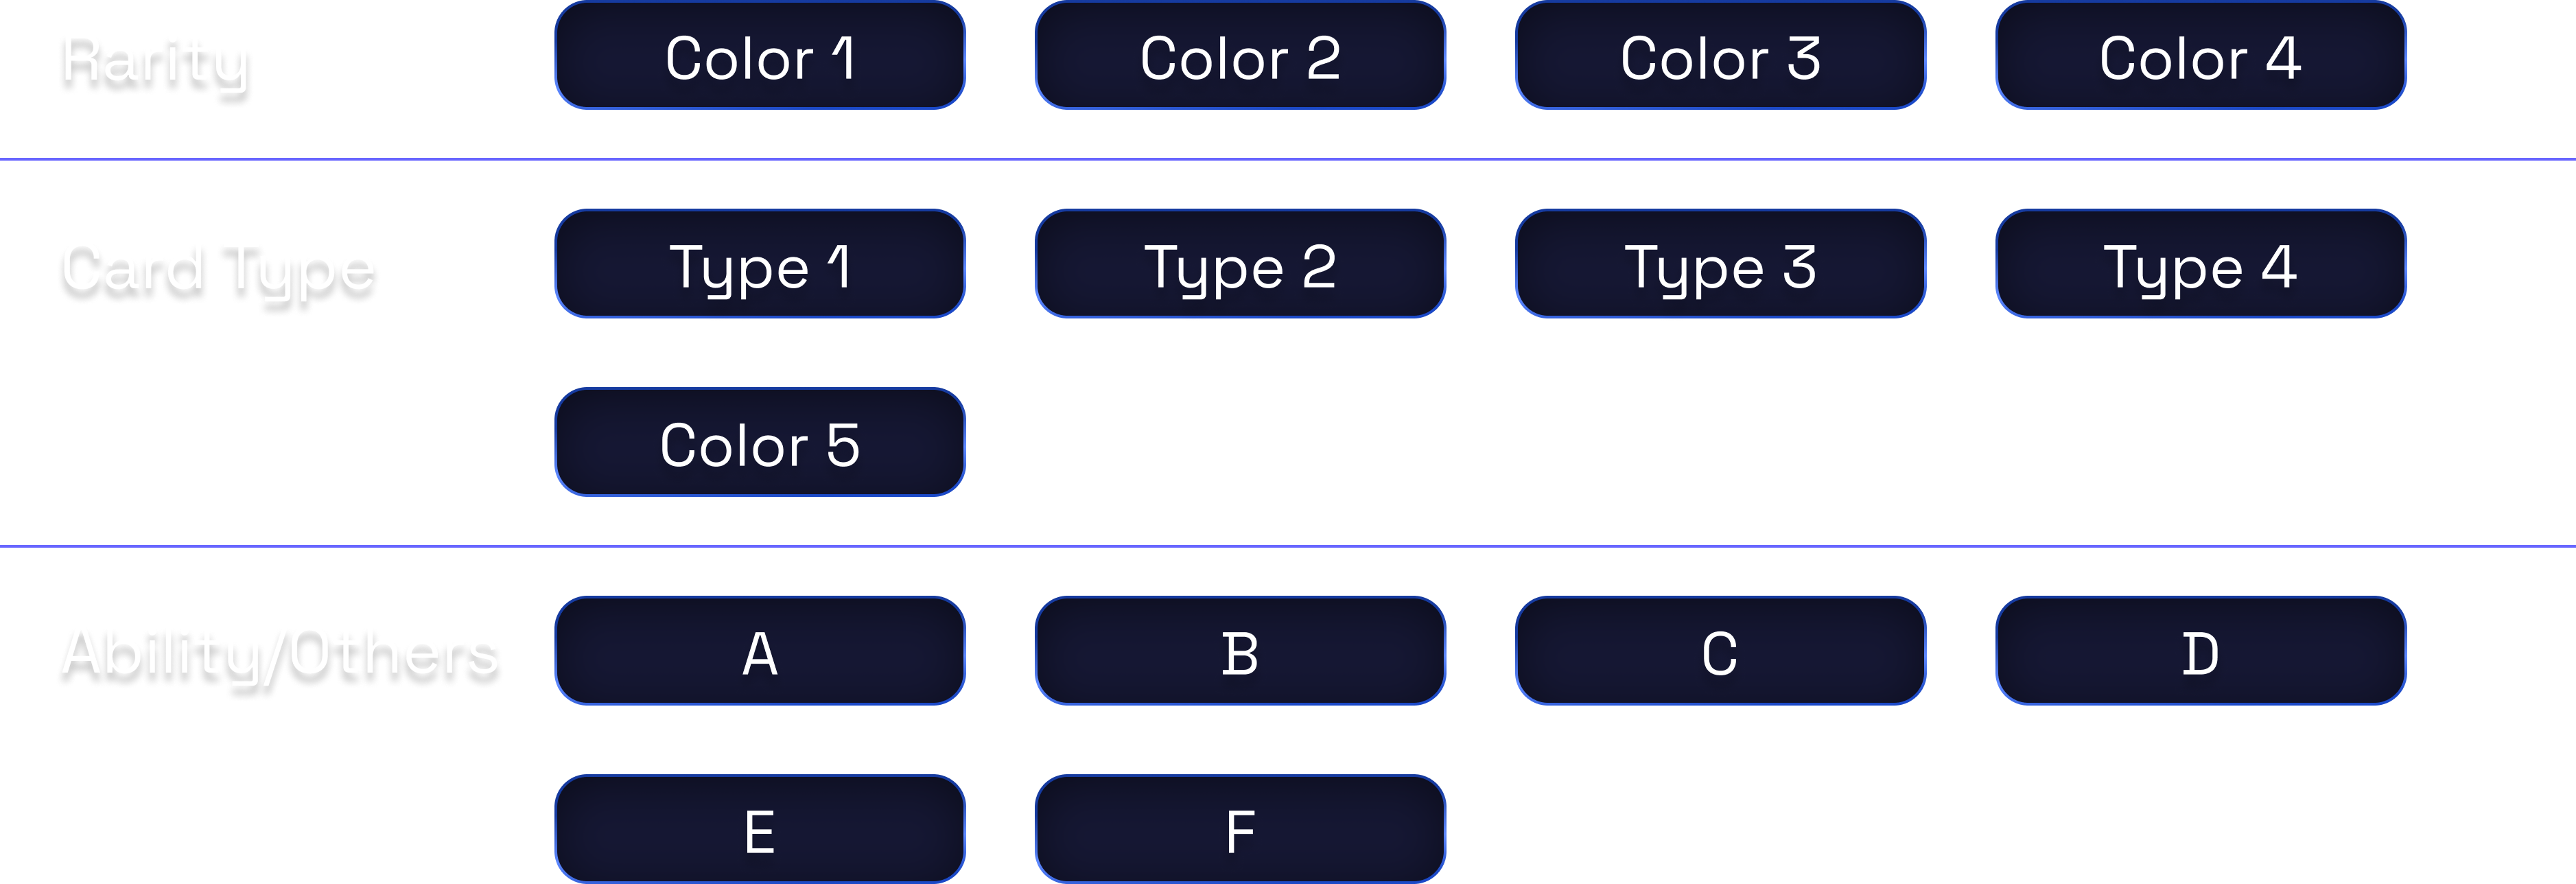 Rarity Color 1 Color 2 Color 3 Color 4
Card Type Type 1 Type 2 Type 3 Type 4
Color 5
Ability/Others A B C D
E F